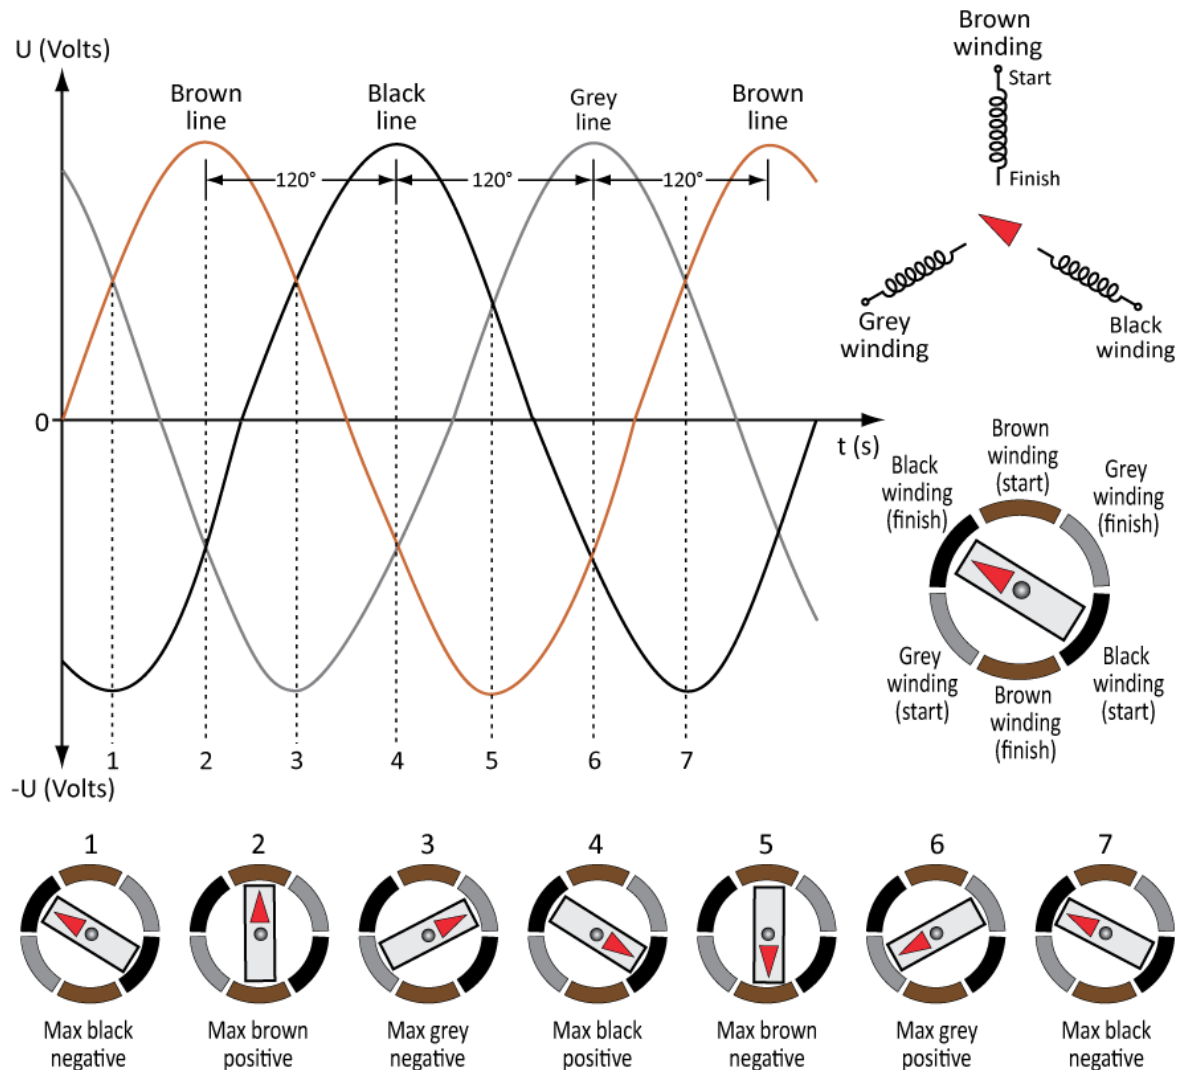 U (Volts)
Brown
line
Black
line
Grey
line
Brown
line
120°
120°
120°
0
t (s)
-U (Volts)
1
2
3
4
5
6
7
Brown
winding
Start
Finish
Grey
winding
Black
winding
Brown
winding
(start)
Black
winding
(finish)
Grey
winding
(finish)
Grey
winding
(start)
Brown
winding
(finish)
Black
winding
(start)
1
2
3
4
5
6
7
Max black
negative
Max brown
positive
Max grey
negative
Max black
positive
Max brown
negative
Max grey
positive
Max black
negative